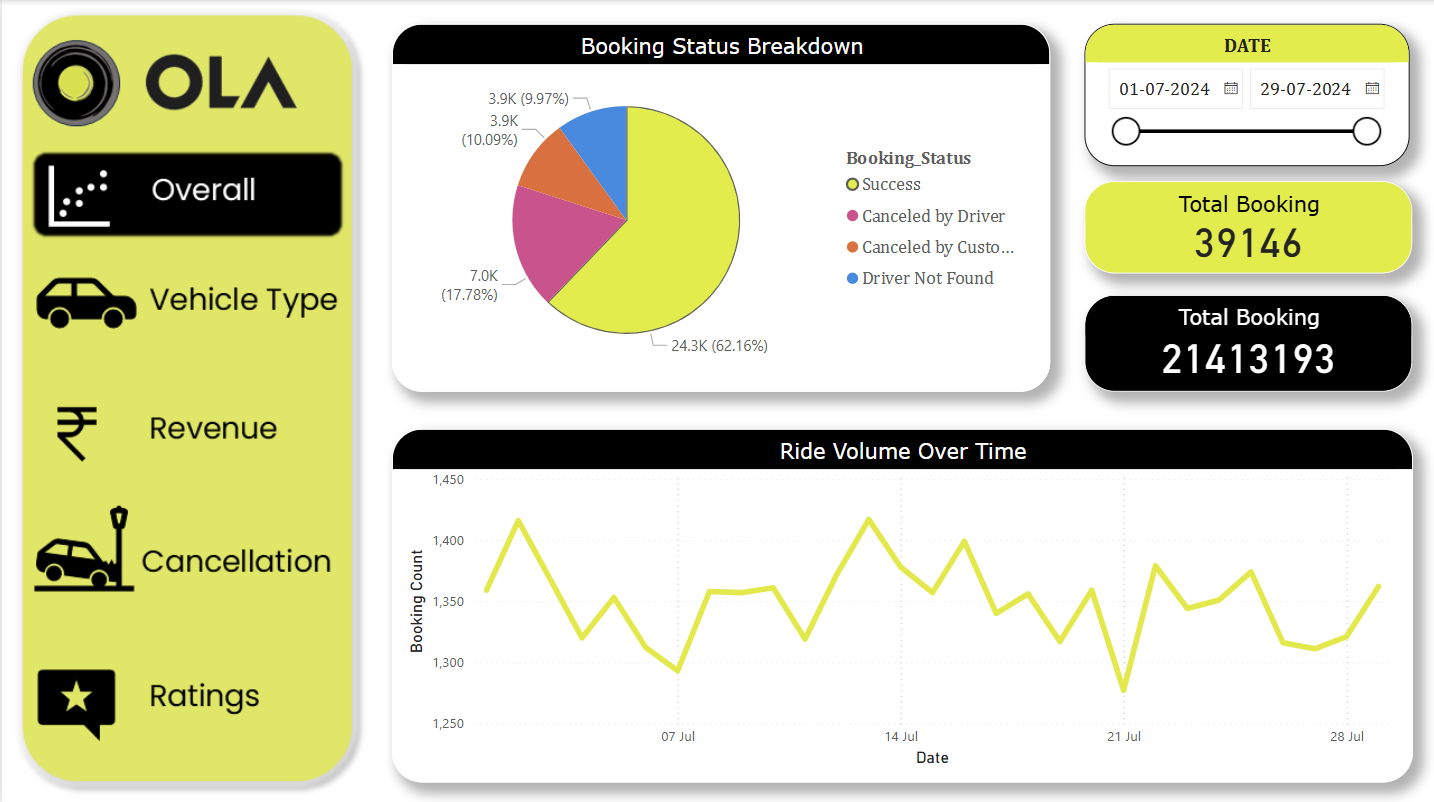 OLA
Overall
Vehicle Type
₹
Revenue
Cancellation
Ratings
Booking Status Breakdown
3.9K (9.97%)
3.9K
(10.09%)
7.0K
(17.78%)
24.3K (62.16%)
Booking_Status
Success
Canceled by Driver
Canceled by Custo...
Driver Not Found
DATE
01-07-2024
29-07-2024
Total Booking
39146
Total Booking
21413193
Ride Volume Over Time
Booking Count
1,450
1,400
1,350
1,300
1,250
07 Jul
14 Jul
21 Jul
28 Jul
Date